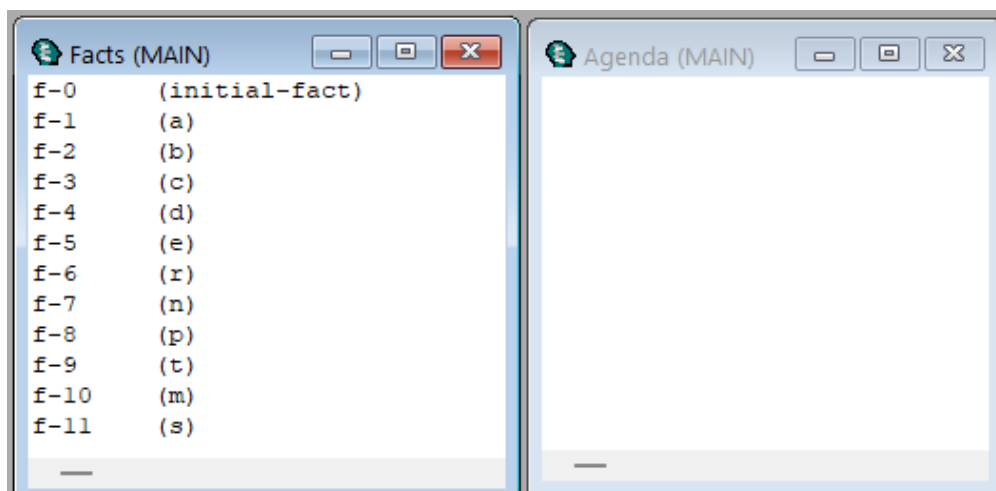 Facts (MAIN)
f-0 (initial-fact)
f-1 (a)
f-2 (b)
f-3 (c)
f-4 (d)
f-5 (e)
f-6 (r)
f-7 (n)
f-8 (p)
f-9 (t)
f-10 (m)
f-11 (s)
Agenda (MAIN)